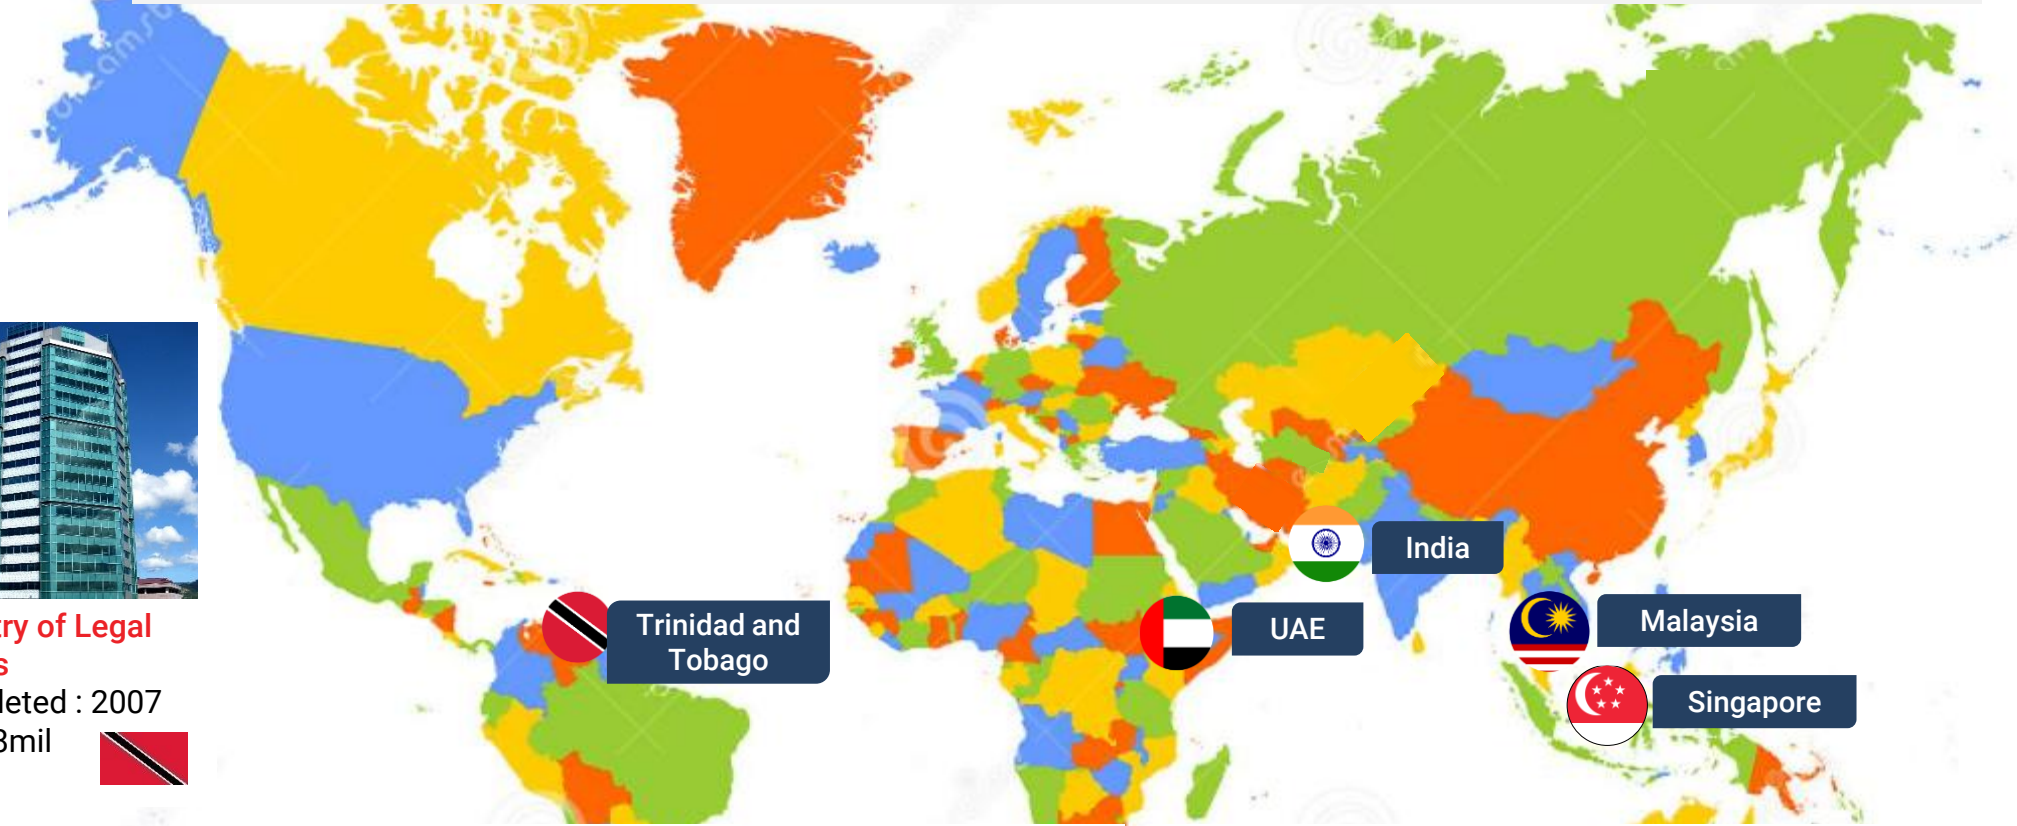 India
Trinidad and
Tobago
UAE
Malaysia
Singapore
ry of Legal
s
leted : 2007
3mil